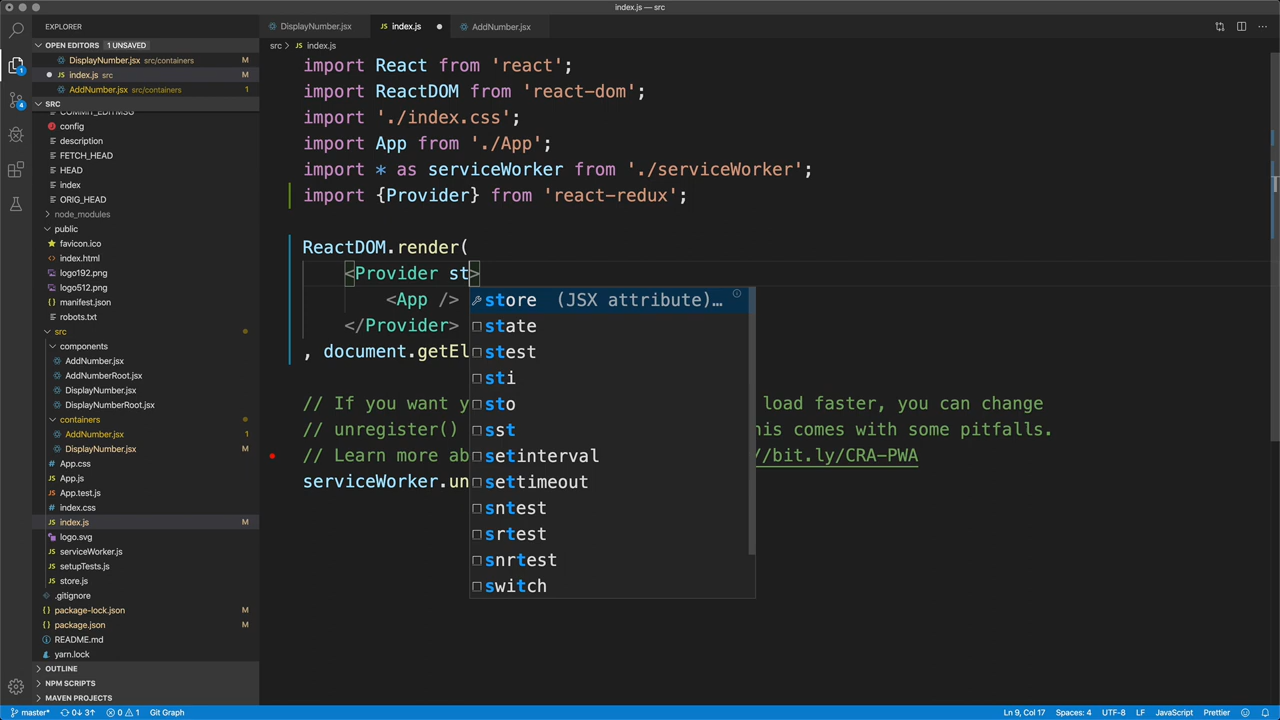 index.js — src
EXPLORER
OPEN EDITORS 1 UNSAVED
DisplayNumber.jsx src/containers M
index.js src M
AddNumber.jsx src/containers 1
SRC
COMMIT_EDITMSG
config
description
FETCH_HEAD
HEAD
index
ORIG_HEAD
node_modules
public
favicon.ico
index.html
logo192.png
logo512.png
manifest.json
robots.txt
src
components
AddNumber.jsx
AddNumberRoot.jsx
DisplayNumber.jsx
DisplayNumberRoot.jsx
containers
AddNumber.jsx 1
DisplayNumber.jsx M
App.css
App.js
App.test.js
index.css
index.js M
logo.svg
serviceWorker.js
setupTests.js
store.js
.gitignore
package-lock.json M
package.json M
README.md
yarn.lock
OUTLINE
NPM SCRIPTS
MAVEN PROJECTS
DisplayNumber.jsx index.js AddNumber.jsx
src > JS index.js
import React from 'react';
import ReactDOM from 'react-dom';
import './index.css';
import App from './App';
import * as serviceWorker from './serviceWorker';
import {Provider} from 'react-redux';
ReactDOM.render(
<Provider st>
<App />
</Provider>
, document.getEl
store (JSX attribute)…
state
stest
sti
sto
sst
setinterval
settimeout
sntest
srtest
snrtest
switch
// If you want y load faster, you can change
// unregister() his comes with some pitfalls.
// Learn more ab //bit.ly/CRA-PWA
serviceWorker.un
master* 0↓ 3↑ 0 1 Git Graph Ln 9, Col 17 Spaces: 4 UTF-8 LF JavaScript Prettier